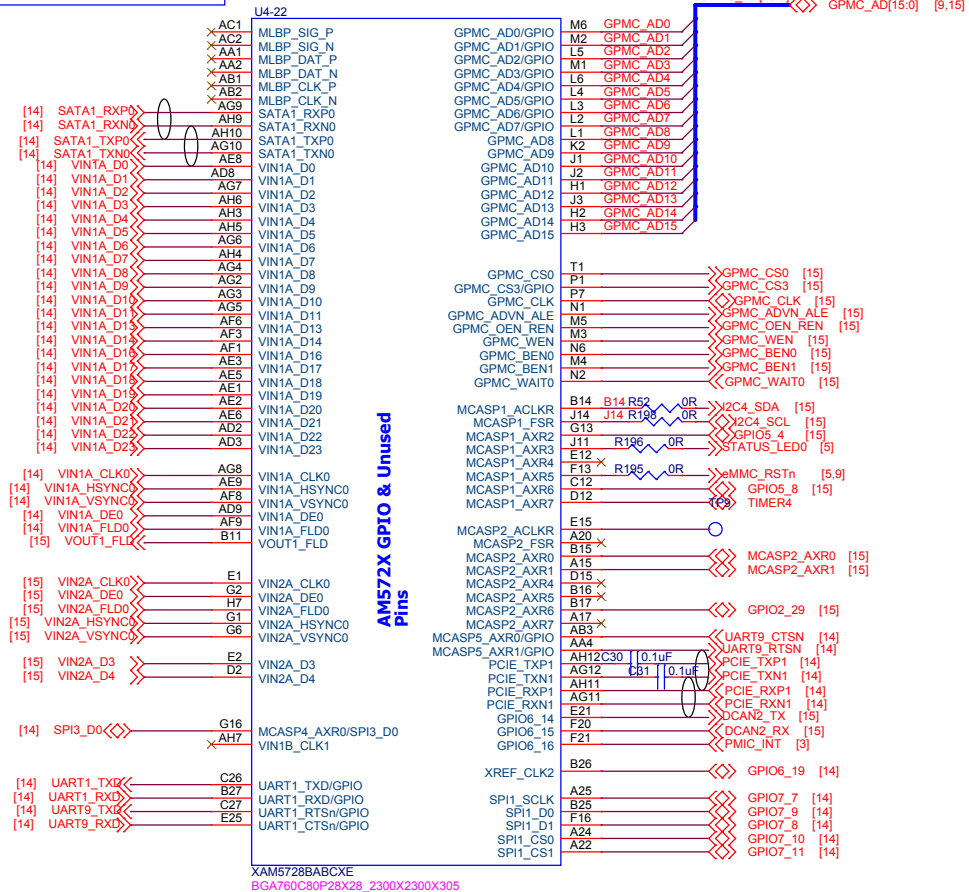 GPMC_AD[15:0] [9,15]
U4-22
AC1 MLBP_SIG_P
AC2 MLBP_SIG_N
AA1 MLBP_DAT_P
AA2 MLBP_DAT_N
AB1 MLBP_CLK_P
AB2 MLBP_CLK_N
[14] SATA1_RXP0 AG9 SATA1_RXP0
[14] SATA1_RXN0 AH9 SATA1_RXN0
[14] SATA1_TXP0 AH10 SATA1_TXP0
[14] SATA1_TXN0 AG10 SATA1_TXN0
[14] VIN1A_D0 AE8 VIN1A_D0
[14] VIN1A_D1 AD8 VIN1A_D1
[14] VIN1A_D2 AG7 VIN1A_D2
[14] VIN1A_D3 AH6 VIN1A_D3
[14] VIN1A_D4 AH3 VIN1A_D4
[14] VIN1A_D5 AH5 VIN1A_D5
[14] VIN1A_D6 AG6 VIN1A_D6
[14] VIN1A_D7 AH4 VIN1A_D7
[14] VIN1A_D8 AG4 VIN1A_D8
[14] VIN1A_D9 AG2 VIN1A_D9
[14] VIN1A_D10 AG3 VIN1A_D10
[14] VIN1A_D11 AG5 VIN1A_D11
[14] VIN1A_D13 AF6 VIN1A_D13
[14] VIN1A_D14 AF3 VIN1A_D14
[14] VIN1A_D16 AF1 VIN1A_D16
[14] VIN1A_D17 AE3 VIN1A_D17
[14] VIN1A_D18 AE5 VIN1A_D18
[14] VIN1A_D19 AE1 VIN1A_D19
[14] VIN1A_D20 AE2 VIN1A_D20
[14] VIN1A_D21 AE6 VIN1A_D21
[14] VIN1A_D22 AD2 VIN1A_D22
[14] VIN1A_D23 AD3 VIN1A_D23
[14] VIN1A_CLK0 AG8 VIN1A_CLK0
[14] VIN1A_HSYNC0 AE9 VIN1A_HSYNC0
[14] VIN1A_VSYNC0 AF8 VIN1A_VSYNC0
[14] VIN1A_DE0 AD9 VIN1A_DE0
[14] VIN1A_FLD0 AF9 VIN1A_FLD0
[15] VOUT1_FLD B11 VOUT1_FLD
[15] VIN2A_CLK0 E1 VIN2A_CLK0
[15] VIN2A_DE0 G2 VIN2A_DE0
[15] VIN2A_FLD0 H7 VIN2A_FLD0
[15] VIN2A_HSYNC0 G1 VIN2A_HSYNC0
[15] VIN2A_VSYNC0 G6 VIN2A_VSYNC0
[15] VIN2A_D3 E2 VIN2A_D3
[15] VIN2A_D4 D2 VIN2A_D4
[14] SPI3_D0 G16 MCASP4_AXR0/SPI3_D0
AH7 VIN1B_CLK1
[14] UART1_TXD C26 UART1_TXD/GPIO
[14] UART1_RXD B27 UART1_RXD/GPIO
[14] UART9_TXD C27 UART1_RTSn/GPIO
[14] UART9_RXD E25 UART1_CTSn/GPIO
AM572X GPIO & Unused
Pins
GPMC_AD0/GPIO M6 GPMC_AD0
GPMC_AD1/GPIO M2 GPMC_AD1
GPMC_AD2/GPIO L5 GPMC_AD2
GPMC_AD3/GPIO M1 GPMC_AD3
GPMC_AD4/GPIO L6 GPMC_AD4
GPMC_AD5/GPIO L4 GPMC_AD5
GPMC_AD6/GPIO L3 GPMC_AD6
GPMC_AD7/GPIO L2 GPMC_AD7
GPMC_AD8 L1 GPMC_AD8
GPMC_AD9 K2 GPMC_AD9
GPMC_AD10 J1 GPMC_AD10
GPMC_AD11 J2 GPMC_AD11
GPMC_AD12 H1 GPMC_AD12
GPMC_AD13 J3 GPMC_AD13
GPMC_AD14 H2 GPMC_AD14
GPMC_AD15 H3 GPMC_AD15
GPMC_CS0 T1 GPMC_CS0 [15]
GPMC_CS3/GPIO P1 GPMC_CS3 [15]
GPMC_CLK P7 GPMC_CLK [15]
GPMC_ADVN_ALE N1 GPMC_ADVN_ALE [15]
GPMC_OEN_REN M5 GPMC_OEN_REN [15]
GPMC_WEN M3 GPMC_WEN [15]
GPMC_BEN0 N6 GPMC_BEN0 [15]
GPMC_BEN1 M4 GPMC_BEN1 [15]
GPMC_WAIT0 N2 GPMC_WAIT0 [15]
MCASP1_ACLKR B14 B14 R52 0R I2C4_SDA [15]
MCASP1_FSR J14 J14 R198 0R I2C4_SCL [15]
MCASP1_AXR2 G13 GPIO5_4 [15]
MCASP1_AXR3 J11 R196 0R STATUS_LED0 [5]
MCASP1_AXR4 E12
MCASP1_AXR5 F13 R195 0R eMMC_RSTn [5,9]
MCASP1_AXR6 C12 GPIO5_8 [15]
MCASP1_AXR7 D12 TP9 TIMER4
MCASP2_ACLKR E15
MCASP2_FSR A20
MCASP2_AXR0 B15 MCASP2_AXR0 [15]
MCASP2_AXR1 A15 MCASP2_AXR1 [15]
MCASP2_AXR4 D15
MCASP2_AXR5 B16
MCASP2_AXR6 B17 GPIO2_29 [15]
MCASP2_AXR7 A17
MCASP5_AXR0/GPIO AB3 UART9_CTSN [14]
MCASP5_AXR1/GPIO AA4 UART9_RTSN [14]
PCIE_TXP1 AH12 C30 0.1uF PCIE_TXP1 [14]
PCIE_TXN1 AG12 C31 0.1uF PCIE_TXN1 [14]
PCIE_RXP1 AH11 PCIE_RXP1 [14]
PCIE_RXN1 AG11 PCIE_RXN1 [14]
GPIO6_14 E21 DCAN2_TX [15]
GPIO6_15 F20 DCAN2_RX [15]
GPIO6_16 F21 PMIC_INT [3]
XREF_CLK2 B26 GPIO6_19 [14]
SPI1_SCLK A25 GPIO7_7 [14]
SPI1_D0 B25 GPIO7_9 [14]
SPI1_D1 F16 GPIO7_8 [14]
SPI1_CS0 A24 GPIO7_10 [14]
SPI1_CS1 A22 GPIO7_11 [14]
XAM5728BABCXE
BGA760C80P28X28_2300X2300X305